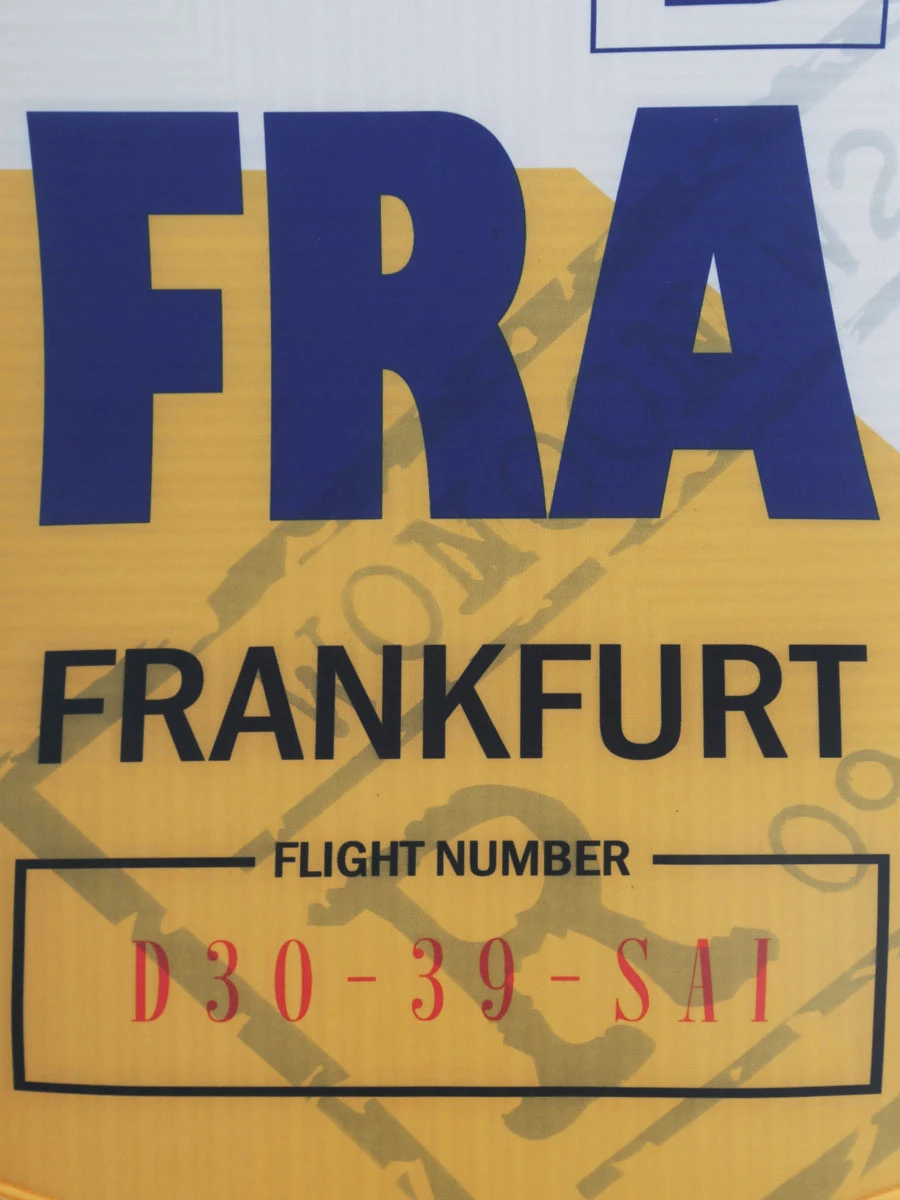 FRA
FRANKFURT
FLIGHT NUMBER
D30-39-SAI